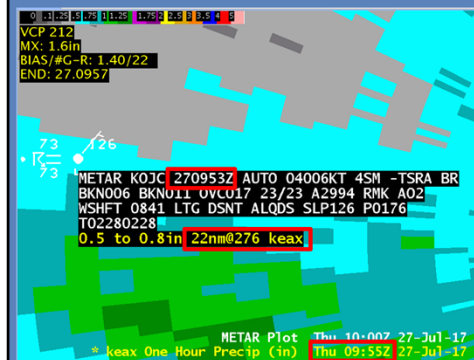 0 .1 .25 .5 .75 1 1.25 1.75 2 2.5 3 3.5 4 5
VCP 212
MX: 1.6in
BIAS/#G-R: 1.40/22
END: 27.0957
73 126
73
METAR KOJC 270953Z AUTO 04006KT 4SM -TSRA BR
BKN006 BKN011 OVC017 23/23 A2994 RMK AO2
WSHFT 0841 LTG DSNT ALQDS SLP126 P0176
T02280228
0.5 to 0.8in 22nm@276 keax
METAR Plot Thu 10:00Z 27-Jul-17
* keax One Hour Precip (in) Thu 09:55Z 27-Jul-17